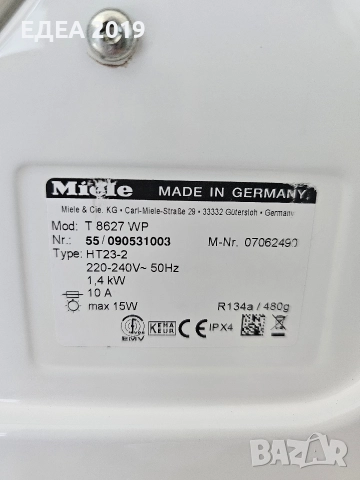 ЕДЕА 2019
Miele MADE IN GERMANY
Miele & Cie. KG · Carl-Miele-Straße 29 · 33332 Gütersloh · Germany
Mod: T 8627 WP
Nr.: 55/090531003 M-Nr. 07062490
Type: HT23-2
220-240V~ 50Hz
1,4 kW
10 A
max 15W R134a / 480g
EMV KEMA KEUR CE IPX4
BAZAR